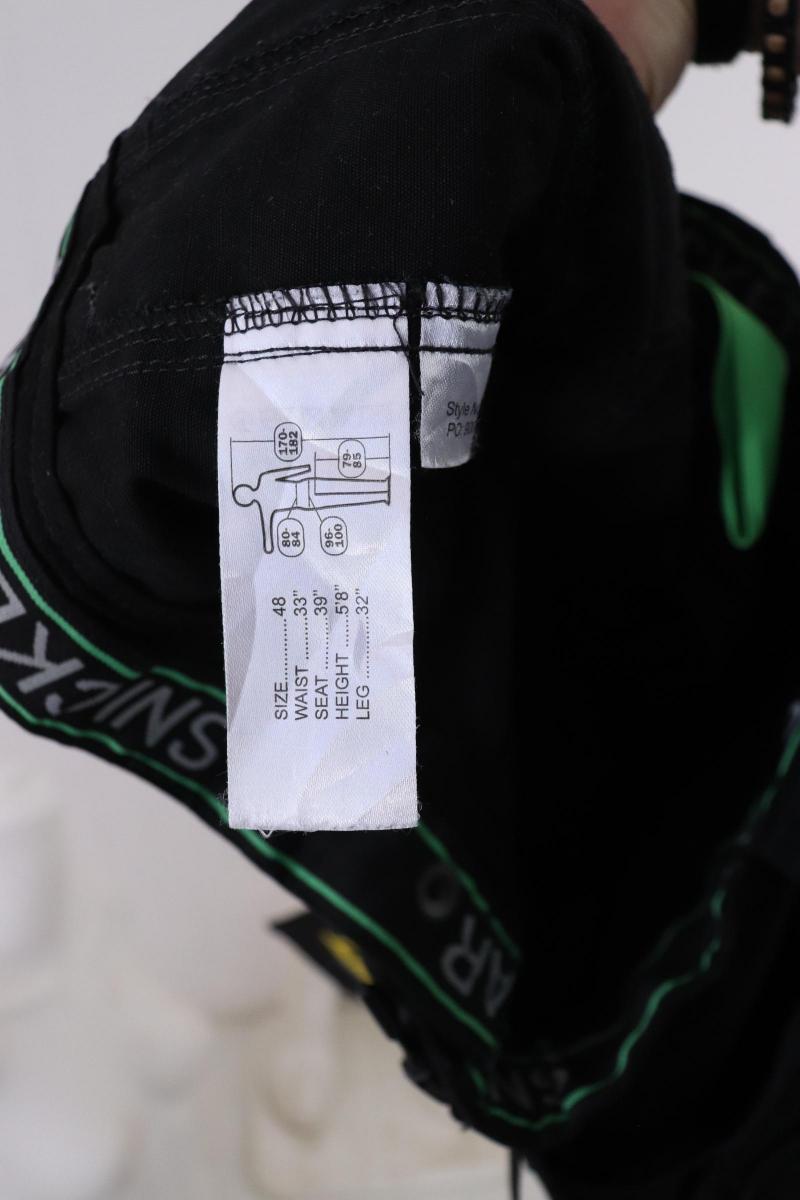 170-
182
79-
85
80-
84
96-
100
SIZE..............48
WAIST ..........33"
SEAT ............39"
HEIGHT ......5'8"
LEG ..............32"
Style
PO:
SNICKE
AR O